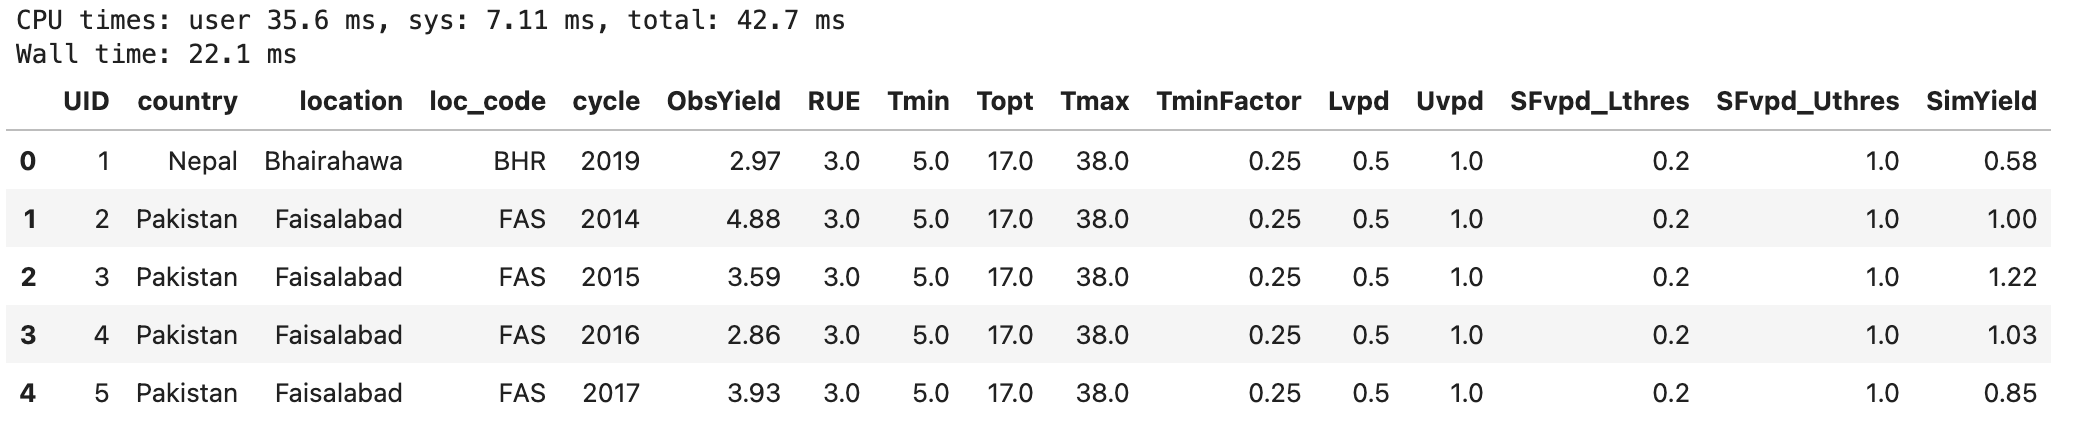 CPU times: user 35.6 ms, sys: 7.11 ms, total: 42.7 ms
Wall time: 22.1 ms
UID country location loc_code cycle ObsYield RUE Tmin Topt Tmax TminFactor Lvpd Uvpd SFvpd_Lthres SFvpd_Uthres SimYield
0 1 Nepal Bhairahawa BHR 2019 2.97 3.0 5.0 17.0 38.0 0.25 0.5 1.0 0.2 1.0 0.58
1 2 Pakistan Faisalabad FAS 2014 4.88 3.0 5.0 17.0 38.0 0.25 0.5 1.0 0.2 1.0 1.00
2 3 Pakistan Faisalabad FAS 2015 3.59 3.0 5.0 17.0 38.0 0.25 0.5 1.0 0.2 1.0 1.22
3 4 Pakistan Faisalabad FAS 2016 2.86 3.0 5.0 17.0 38.0 0.25 0.5 1.0 0.2 1.0 1.03
4 5 Pakistan Faisalabad FAS 2017 3.93 3.0 5.0 17.0 38.0 0.25 0.5 1.0 0.2 1.0 0.85